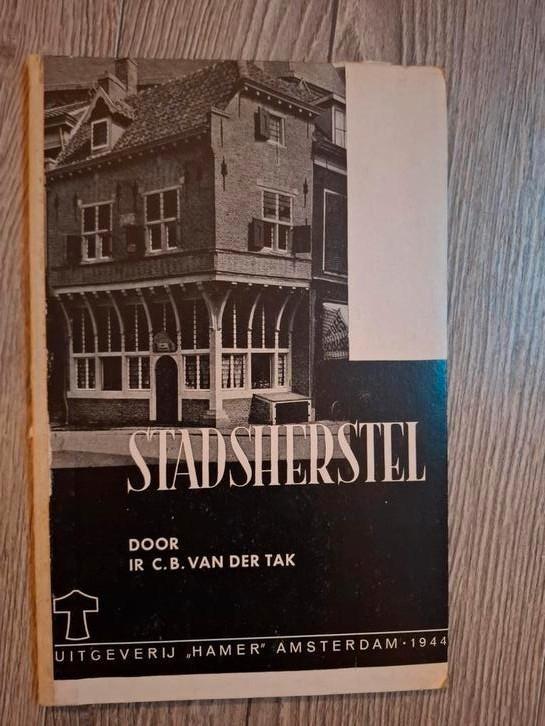 STADSHERSTEL
DOOR
IR C.B. VAN DER TAK
UITGEVERIJ „HAMER” AMSTERDAM · 1944